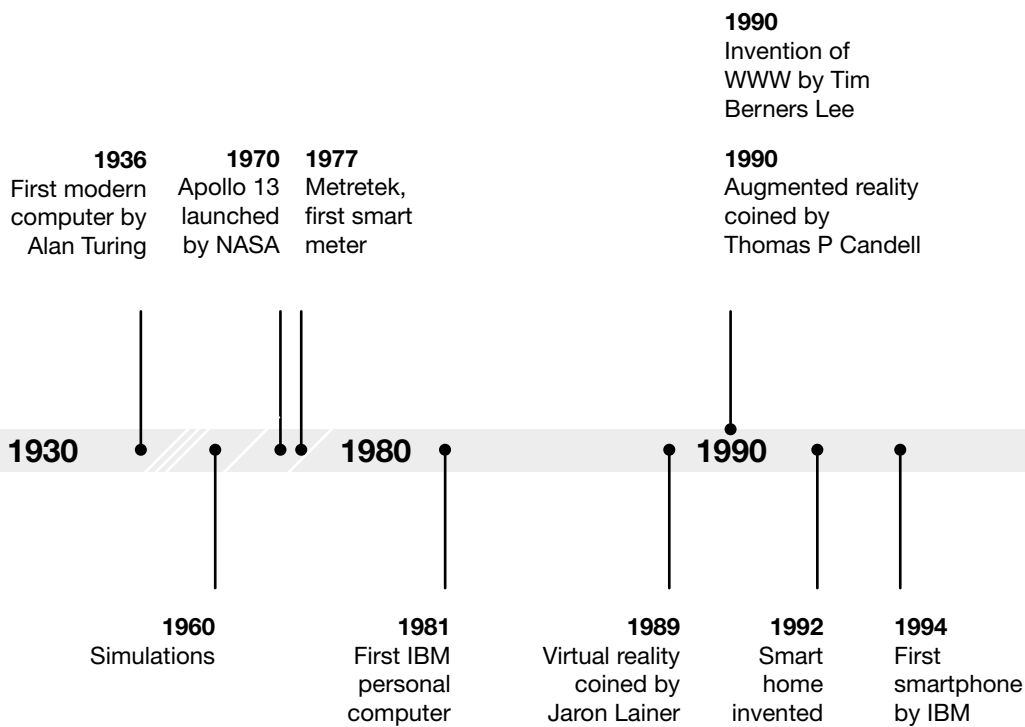 1990
Invention of
WWW by Tim
Berners Lee
1936
First modern
computer by
Alan Turing
1970
Apollo 13
launched
by NASA
1977
Metretek,
first smart
meter
1990
Augmented reality
coined by
Thomas P Candell
1930
1980
1990
1960
Simulations
1981
First IBM
personal
computer
1989
Virtual reality
coined by
Jaron Lainer
1992
Smart
home
invented
1994
First
smartphone
by IBM